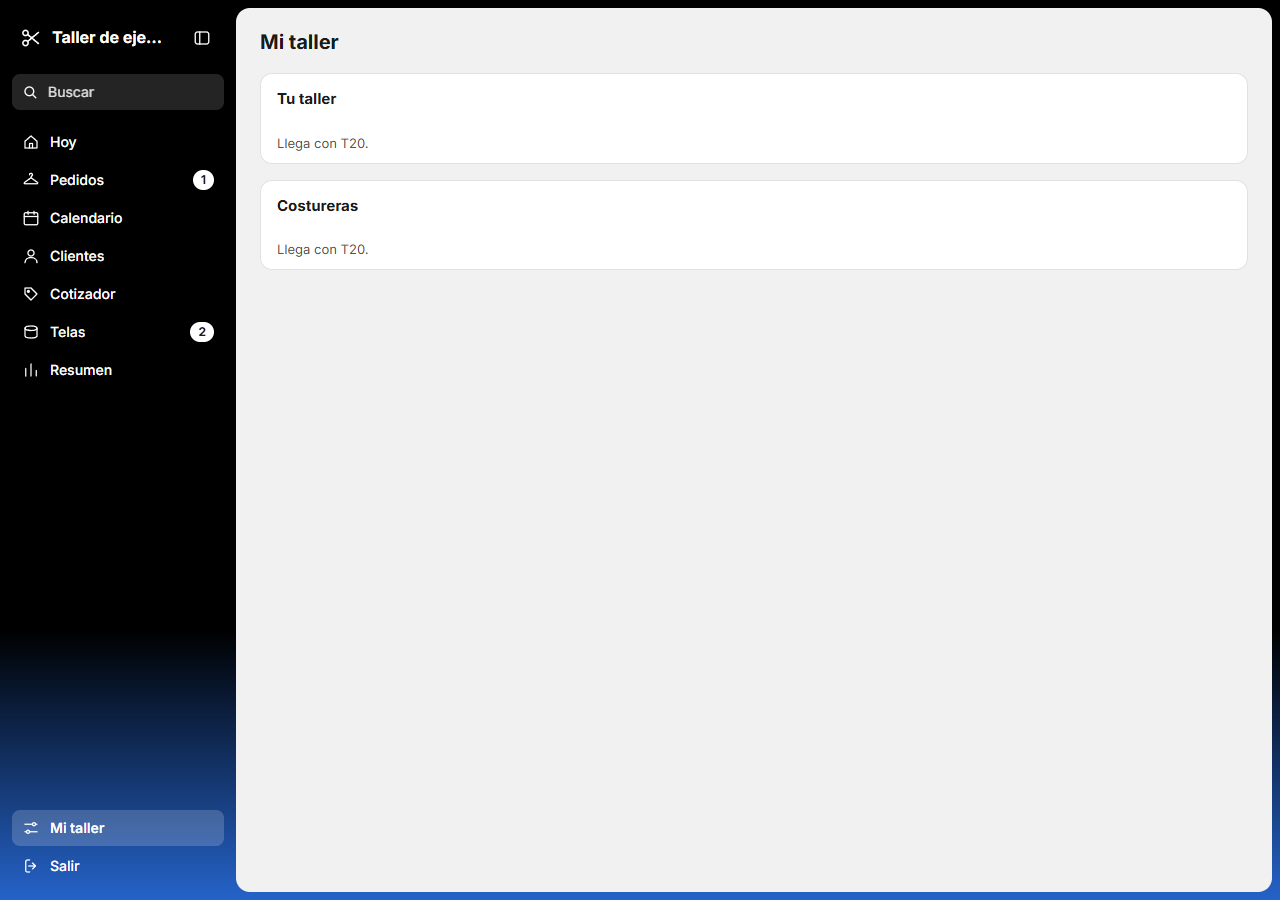 Taller de eje...
Buscar
Hoy
Pedidos 1
Calendario
Clientes
Cotizador
Telas 2
Resumen
Mi taller
Salir
Mi taller
Tu taller
Llega con T20.
Costureras
Llega con T20.